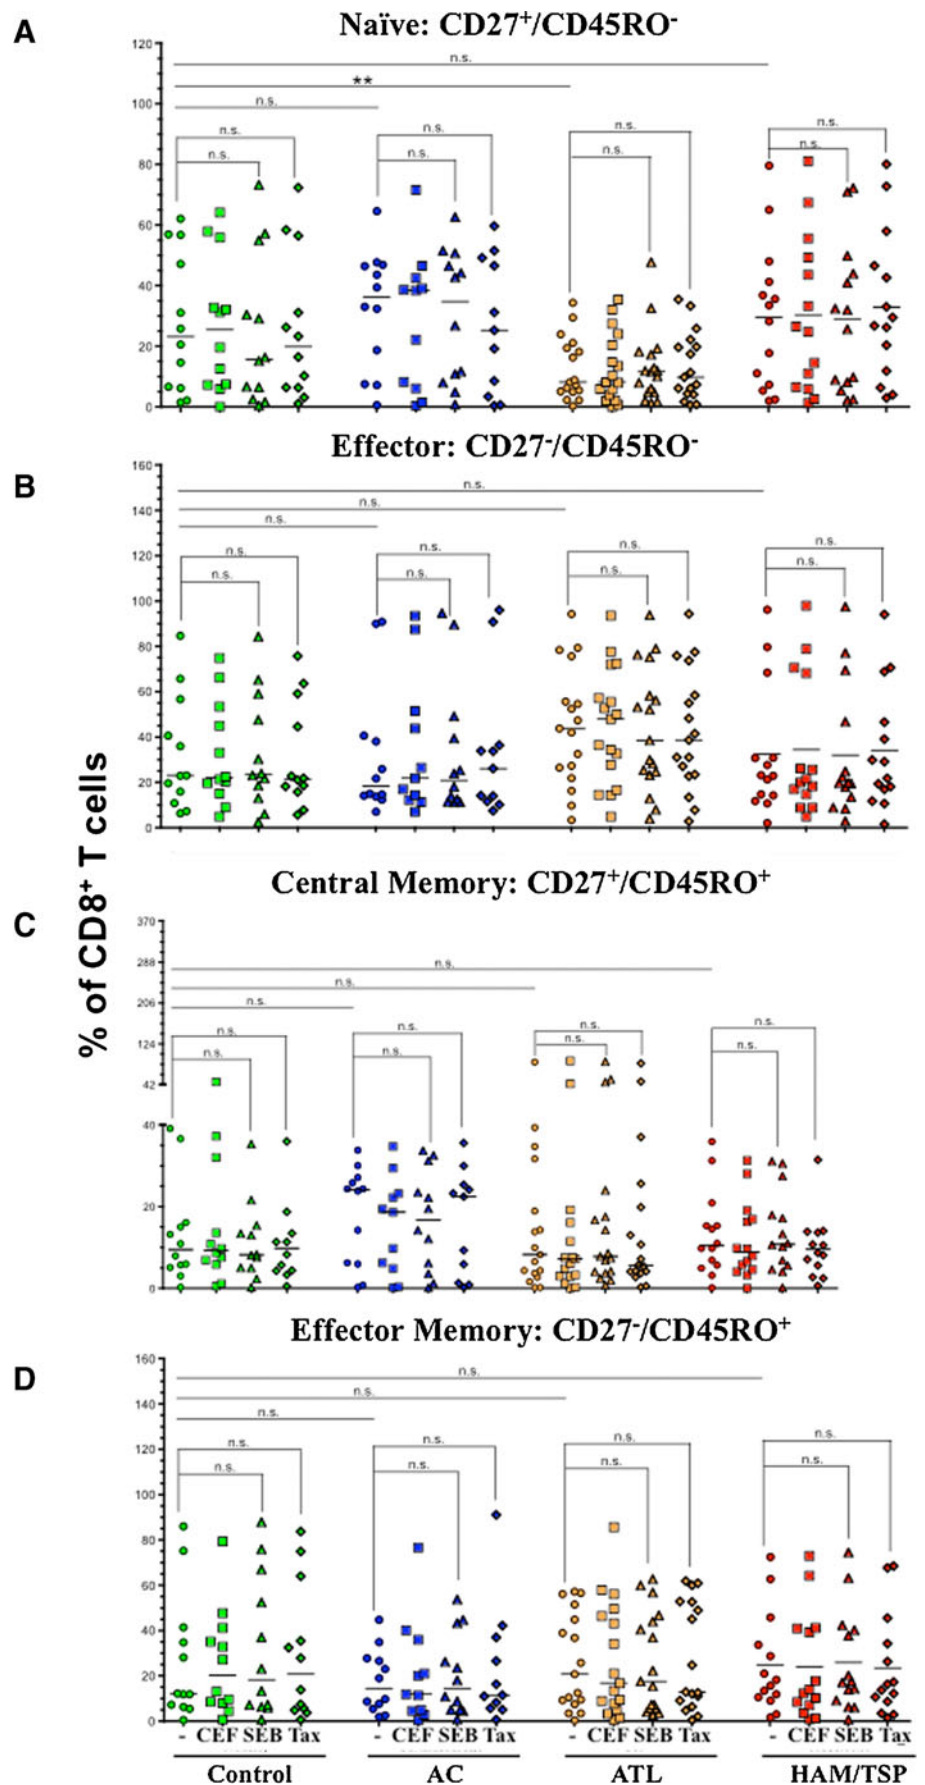 A
Naïve: CD27⁺/CD45RO⁻
120
100
80
60
40
20
0
n.s.
**
n.s.
n.s.
n.s.
n.s.
n.s.
n.s.
n.s.
n.s.
n.s.
B
Effector: CD27⁻/CD45RO⁻
160
140
120
100
80
60
40
20
0
n.s.
n.s.
n.s.
n.s.
n.s.
n.s.
n.s.
n.s.
n.s.
n.s.
n.s.
% of CD8⁺ T cells
C
Central Memory: CD27⁺/CD45RO⁺
370
288
206
124
42
40
20
0
n.s.
n.s.
n.s.
n.s.
n.s.
n.s.
n.s.
n.s.
n.s.
n.s.
n.s.
D
Effector Memory: CD27⁻/CD45RO⁺
160
140
120
100
80
60
40
20
0
n.s.
n.s.
n.s.
n.s.
n.s.
n.s.
n.s.
n.s.
n.s.
n.s.
n.s.
- CEF SEB Tax - CEF SEB Tax - CEF SEB Tax - CEF SEB Tax
Control AC ATL HAM/TSP